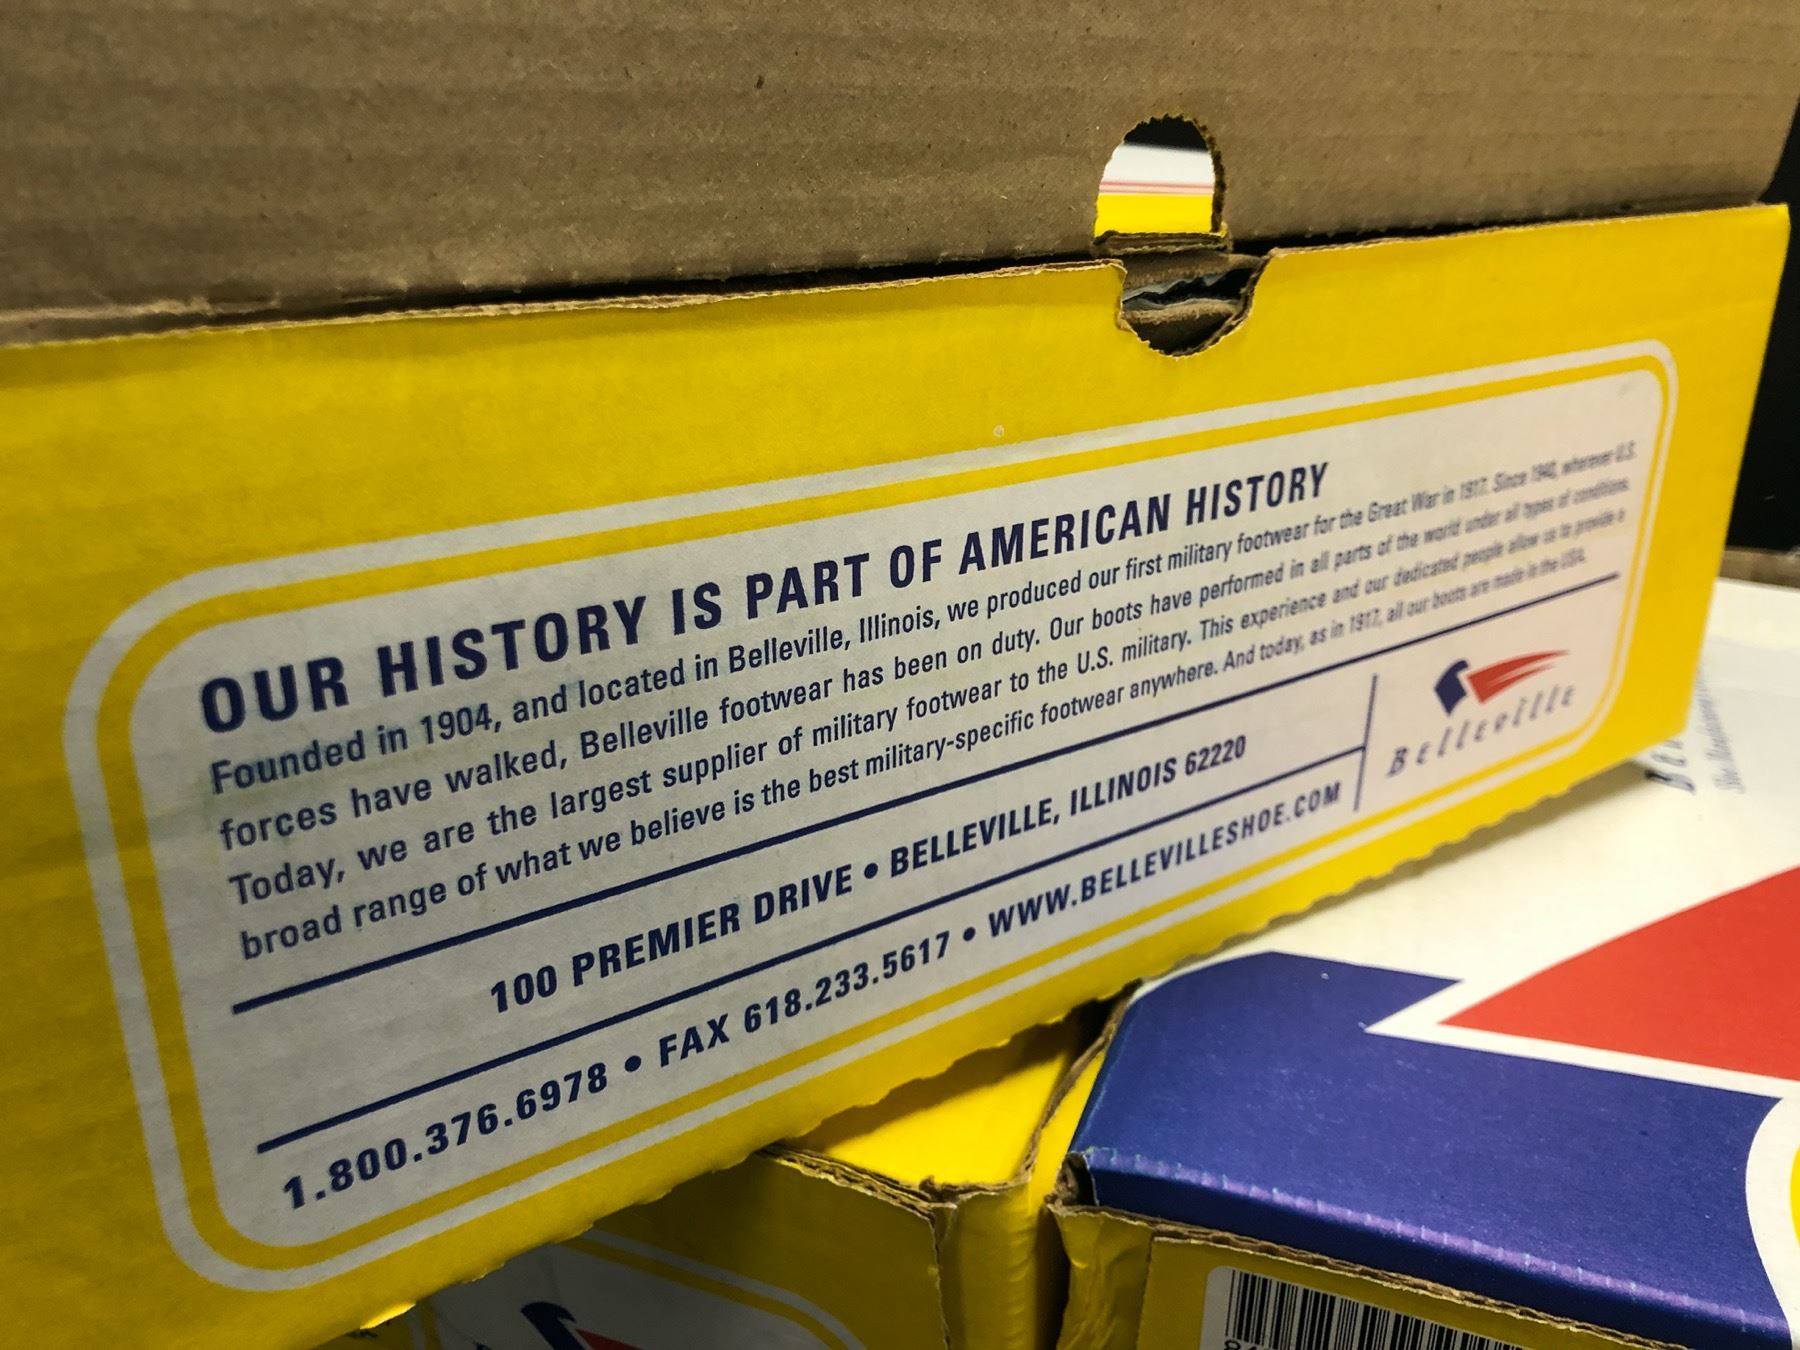 OUR HISTORY IS PART OF AMERICAN HISTORY
Founded in 1904, and located in Belleville, Illinois, we produced our first military footwear for the Great War in 1917. Since 1940, wherever U.S.
forces have walked, Belleville footwear has been on duty. Our boots have performed in all parts of the world under all types of conditions.
Today, we are the largest supplier of military footwear to the U.S. military. This experience and our dedicated people allow us to provide a
broad range of what we believe is the best military-specific footwear anywhere. And today, as in 1917, all our boots are made in the USA.
100 PREMIER DRIVE • BELLEVILLE, ILLINOIS 62220
1.800.376.6978 • FAX 618.233.5617 • WWW.BELLEVILLESHOE.COM
Belleville